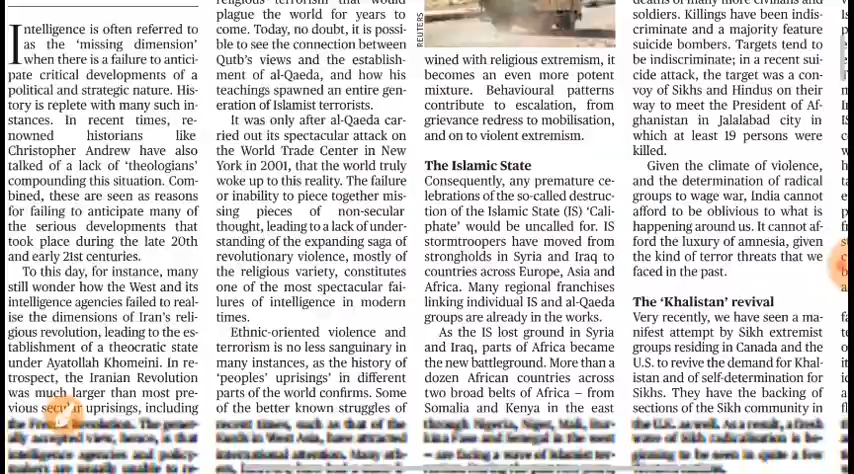 Intelligence is often referred to
as the 'missing dimension'
when there is a failure to antici-
pate critical developments of a
political and strategic nature. His-
tory is replete with many such in-
stances. In recent times, re-
nowned historians like
Christopher Andrew have also
talked of a lack of 'theologians'
compounding this situation. Com-
bined, these are seen as reasons
for failing to anticipate many of
the serious developments that
took place during the late 20th
and early 21st centuries.
To this day, for instance, many
still wonder how the West and its
intelligence agencies failed to real-
ise the dimensions of Iran's reli-
gious revolution, leading to the es-
tablishment of a theocratic state
under Ayatollah Khomeini. In re-
trospect, the Iranian Revolution
was much larger than most pre-
vious secular uprisings, including
religious terrorism that would
plague the world for years to
come. Today, no doubt, it is possi-
ble to see the connection between
Qutb's views and the establish-
ment of al-Qaeda, and how his
teachings spawned an entire gen-
eration of Islamist terrorists.
It was only after al-Qaeda car-
ried out its spectacular attack on
the World Trade Center in New
York in 2001, that the world truly
woke up to this reality. The failure
or inability to piece together mis-
sing pieces of non-secular
thought, leading to a lack of under-
standing of the expanding saga of
revolutionary violence, mostly of
the religious variety, constitutes
one of the most spectacular fai-
lures of intelligence in modern
times.
Ethnic-oriented violence and
terrorism is no less sanguinary in
many instances, as the history of
'peoples' uprisings' in different
parts of the world confirms. Some
of the better known struggles of
REUTERS
wined with religious extremism, it
becomes an even more potent
mixture. Behavioural patterns
contribute to escalation, from
grievance redress to mobilisation,
and on to violent extremism.
The Islamic State
Consequently, any premature ce-
lebrations of the so-called destruc-
tion of the Islamic State (IS) 'Cali-
phate' would be uncalled for. IS
stormtroopers have moved from
strongholds in Syria and Iraq to
countries across Europe, Asia and
Africa. Many regional franchises
linking individual IS and al-Qaeda
groups are already in the works.
As the IS lost ground in Syria
and Iraq, parts of Africa became
the new battleground. More than a
dozen African countries across
two broad belts of Africa – from
Somalia and Kenya in the east
deaths of many more civilians and
soldiers. Killings have been indis-
criminate and a majority feature
suicide bombers. Targets tend to
be indiscriminate; in a recent sui-
cide attack, the target was a con-
voy of Sikhs and Hindus on their
way to meet the President of Af-
ghanistan in Jalalabad city in
which at least 19 persons were
killed.
Given the climate of violence,
and the determination of radical
groups to wage war, India cannot
afford to be oblivious to what is
happening around us. It cannot af-
ford the luxury of amnesia, given
the kind of terror threats that we
faced in the past.
The 'Khalistan' revival
Very recently, we have seen a ma-
nifest attempt by Sikh extremist
groups residing in Canada and the
U.S. to revive the demand for Khal-
istan and of self-determination for
Sikhs. They have the backing of
sections of the Sikh community in